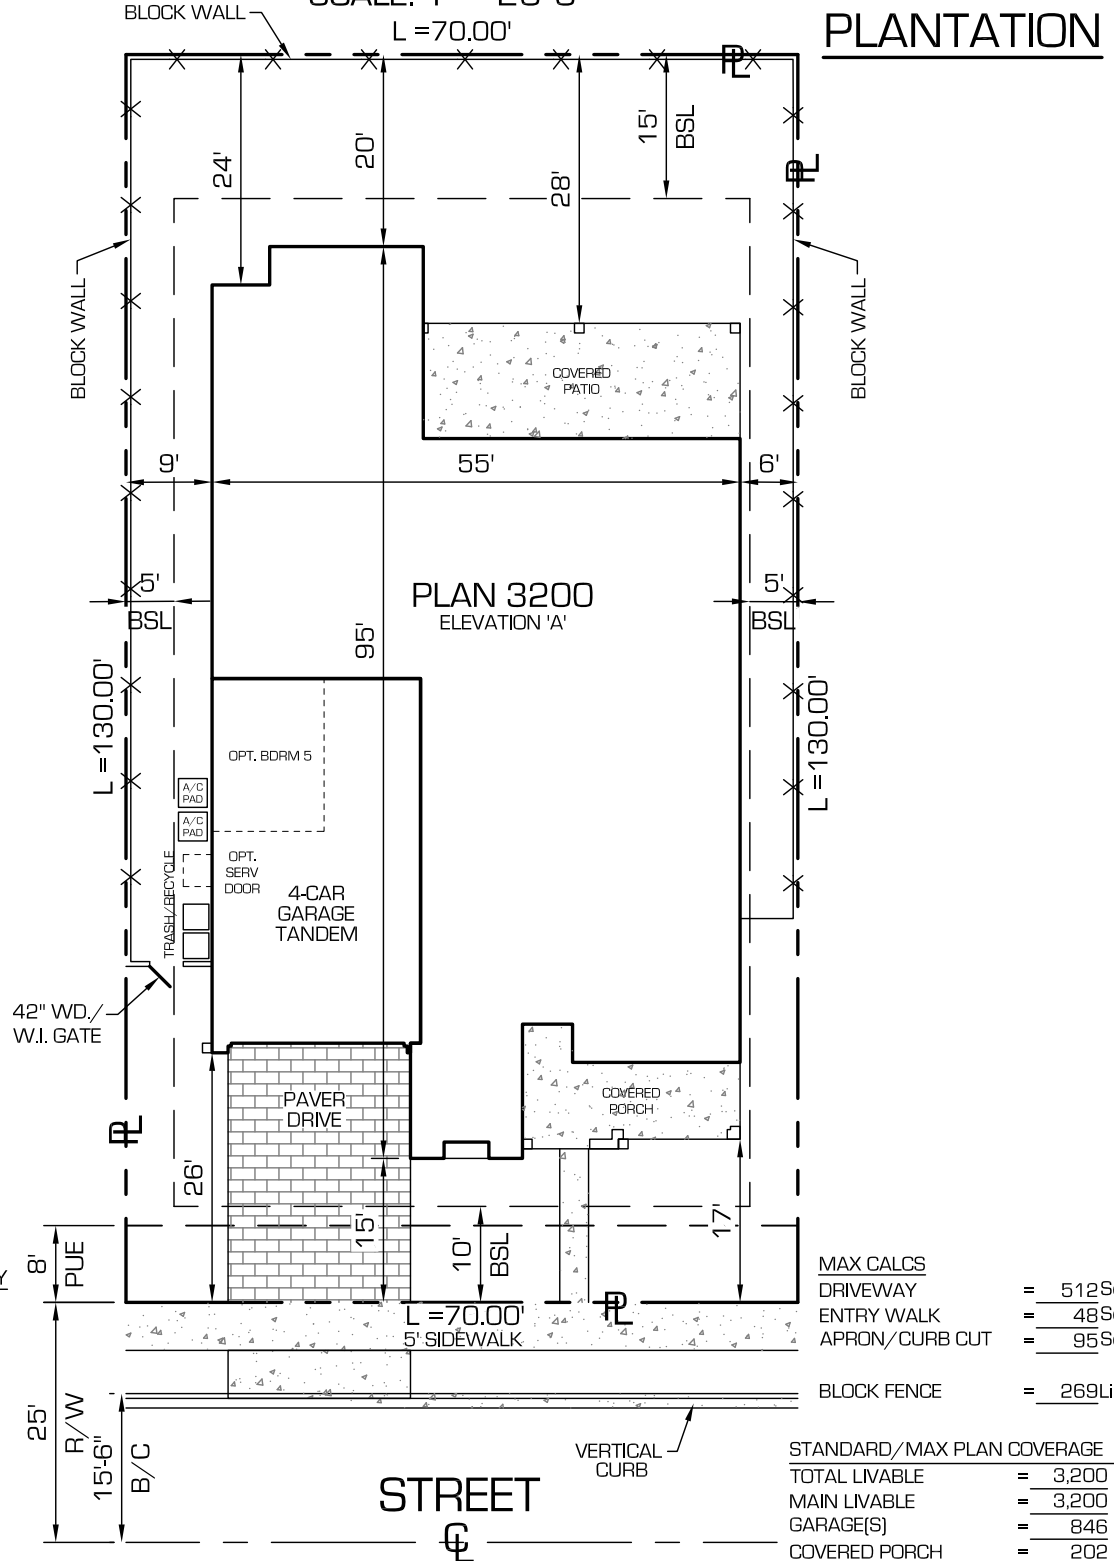 BLOCK WALL
L =70.00'
PLANTATION
PL
24'
20'
28'
15'
BSL
PL
BLOCK WALL
BLOCK WALL
COVERED
PATIO
9'
55'
6'
5'
BSL
5'
BSL
PLAN 3200
ELEVATION 'A'
95'
L =130.00'
L =130.00'
OPT. BDRM 5
A/C
PAD
A/C
PAD
OPT.
SERV
DOOR
TRASH/RECYCLE
4-CAR
GARAGE
TANDEM
42" WD./
W.I. GATE
PAVER
DRIVE
COVERED
PORCH
PL
26'
15'
10'
BSL
17'
8'
PUE
L =70.00'
PL
5' SIDEWALK
25'
R/W
15'-6"
B/C
VERTICAL
CURB
STREET
CL
MAX CALCS
DRIVEWAY = 512
ENTRY WALK = 48
APRON/CURB CUT = 95
BLOCK FENCE = 269
STANDARD/MAX PLAN COVERAGE
TOTAL LIVABLE = 3,200
MAIN LIVABLE = 3,200
GARAGE(S) = 846
COVERED PORCH = 202